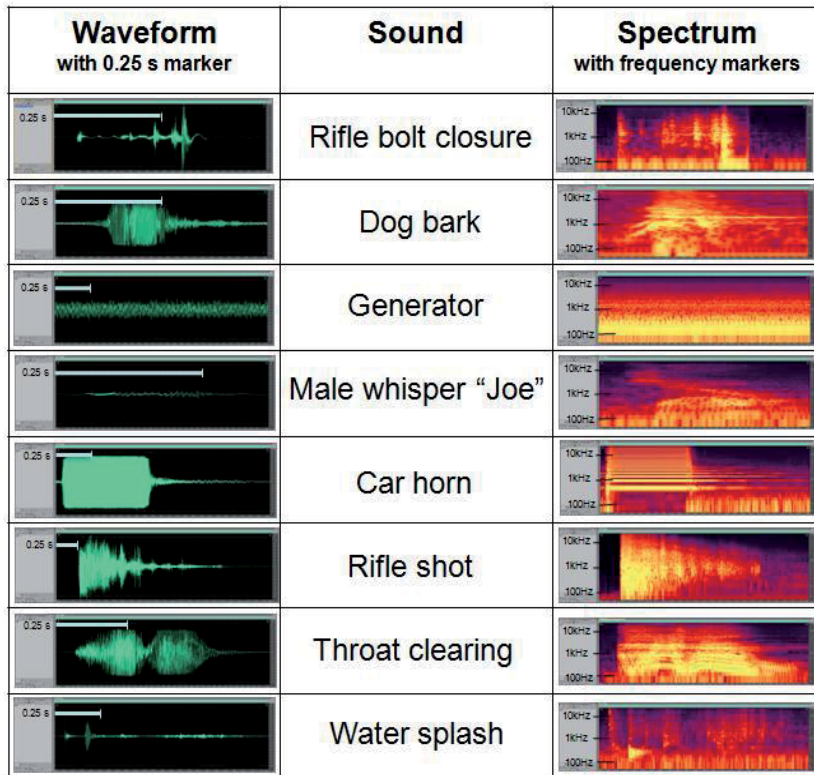 Waveform
with 0.25 s marker
Sound
Spectrum
with frequency markers
0.25 s
Rifle bolt closure
10kHz
1kHz
100Hz
0.25 s
Dog bark
10kHz
1kHz
100Hz
0.25 s
Generator
10kHz
1kHz
100Hz
0.25 s
Male whisper “Joe”
10kHz
1kHz
100Hz
0.25 s
Car horn
10kHz
1kHz
100Hz
0.25 s
Rifle shot
10kHz
1kHz
100Hz
0.25 s
Throat clearing
10kHz
1kHz
100Hz
0.25 s
Water splash
10kHz
1kHz
100Hz